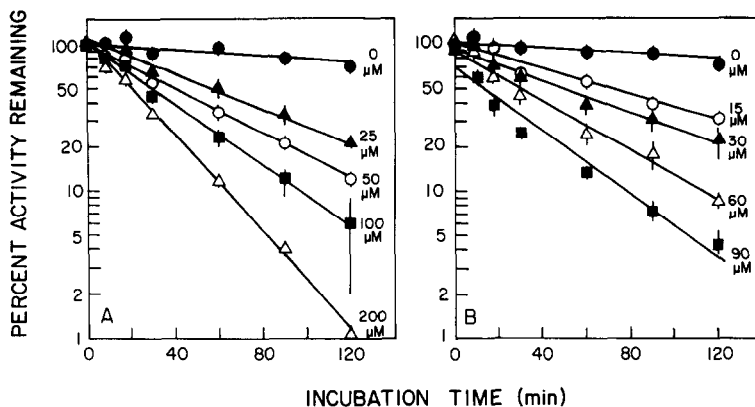 PERCENT ACTIVITY REMAINING
100
50
20
10
5
2
1
A
0
μM
25
μM
50
μM
100
μM
200
μM
0 40 80 120
100
50
20
10
5
2
1
B
0
μM
15
μM
30
μM
60
μM
90
μM
0 40 80 120
INCUBATION TIME (min)